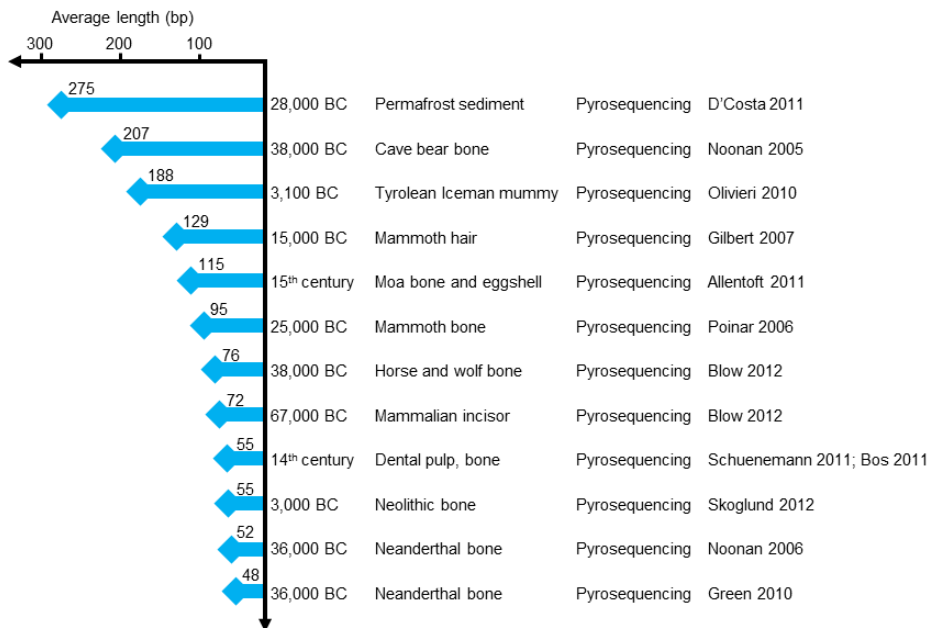 Average length (bp)
300 200 100
275 28,000 BC Permafrost sediment Pyrosequencing D'Costa 2011
207 38,000 BC Cave bear bone Pyrosequencing Noonan 2005
188 3,100 BC Tyrolean Iceman mummy Pyrosequencing Olivieri 2010
129 15,000 BC Mammoth hair Pyrosequencing Gilbert 2007
115 15th century Moa bone and eggshell Pyrosequencing Allentoft 2011
95 25,000 BC Mammoth bone Pyrosequencing Poinar 2006
76 38,000 BC Horse and wolf bone Pyrosequencing Blow 2012
72 67,000 BC Mammalian incisor Pyrosequencing Blow 2012
55 14th century Dental pulp, bone Pyrosequencing Schuenemann 2011; Bos 2011
55 3,000 BC Neolithic bone Pyrosequencing Skoglund 2012
52 36,000 BC Neanderthal bone Pyrosequencing Noonan 2006
48 36,000 BC Neanderthal bone Pyrosequencing Green 2010